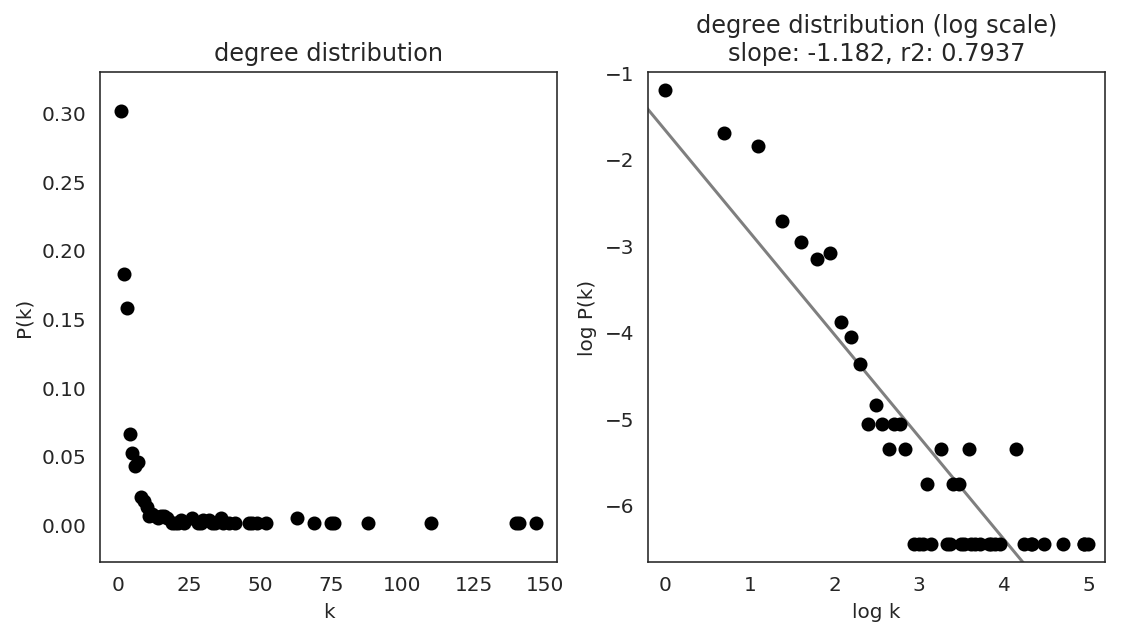 degree distribution
0.30
0.25
0.20
0.15
0.10
0.05
0.00
P(k)
0 25 50 75 100 125 150
k
degree distribution (log scale)
slope: -1.182, r2: 0.7937
−1
−2
−3
−4
−5
−6
log P(k)
0 1 2 3 4 5
log k